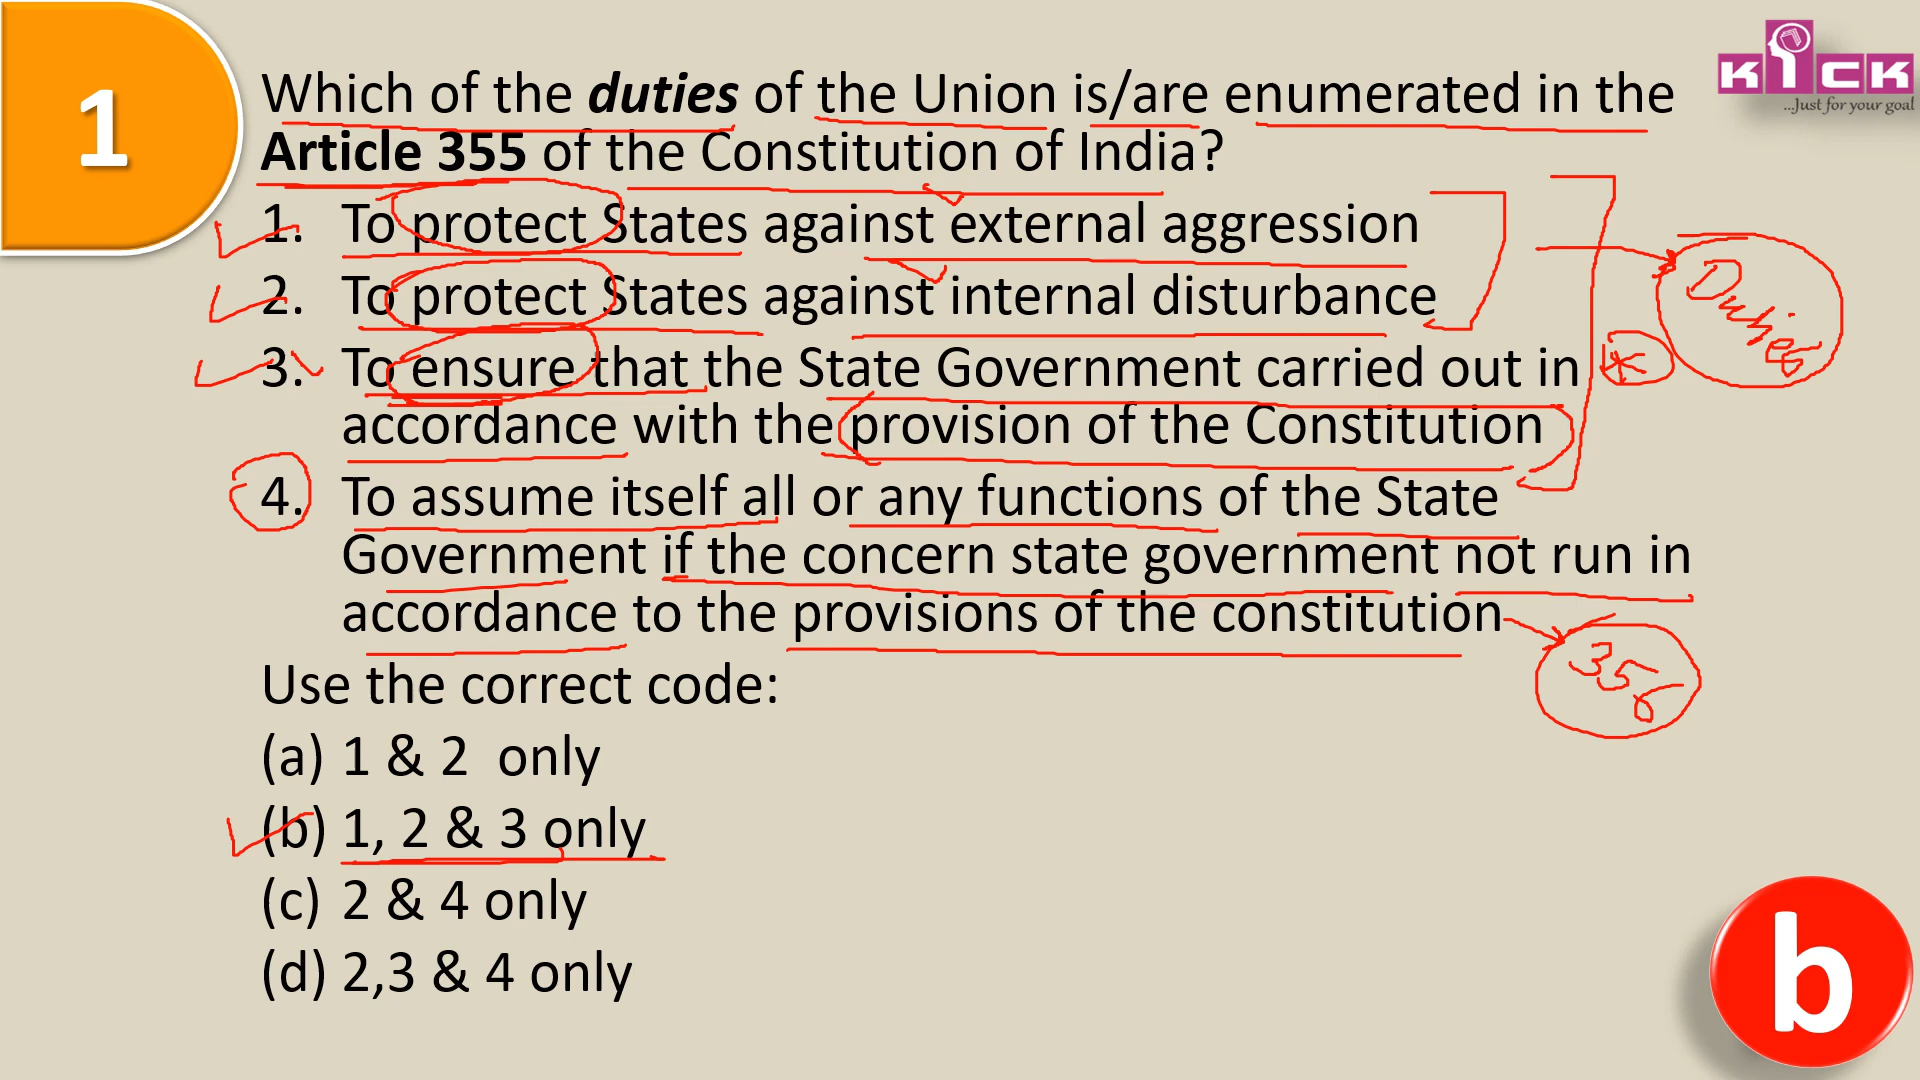 1
KICK
...Just for your goal
Which of the duties of the Union is/are enumerated in the
Article 355 of the Constitution of India?
1. To protect States against external aggression
2. To protect States against internal disturbance
3. To ensure that the State Government carried out in
accordance with the provision of the Constitution
Duties
4. To assume itself all or any functions of the State
Government if the concern state government not run in
accordance to the provisions of the constitution
356
Use the correct code:
(a) 1 & 2 only
(b) 1, 2 & 3 only
(c) 2 & 4 only
(d) 2,3 & 4 only
b